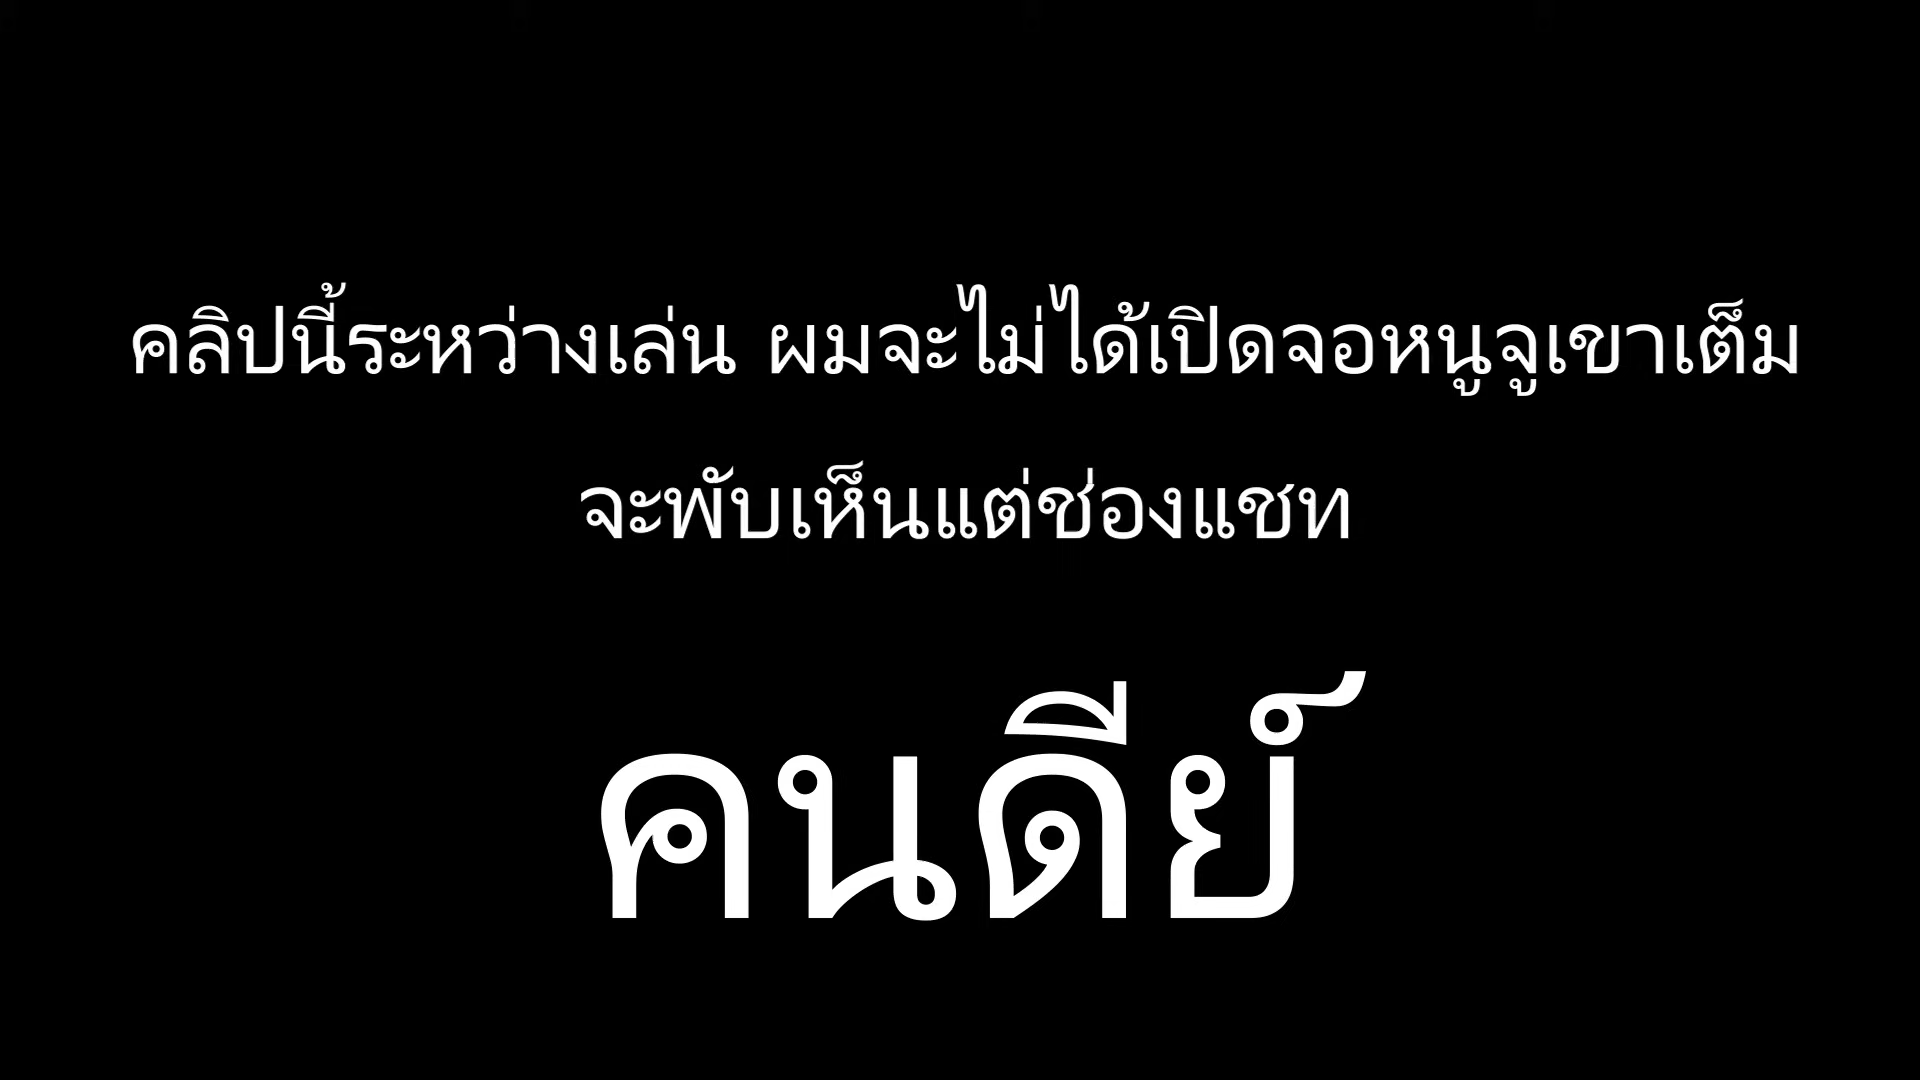 คลิปนี้ระหว่างเล่น ผมจะไม่ได้เปิดจอหนูจูเขาเต็ม
จะพับเห็นแต่ช่องแชท
คนดีย์